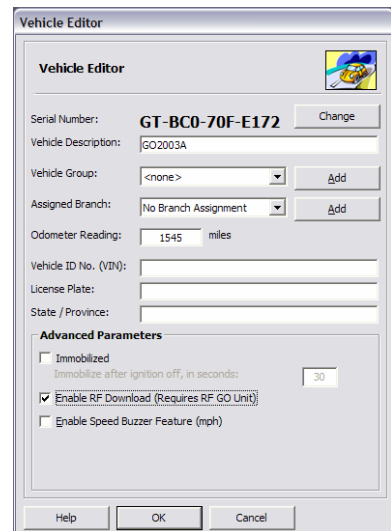 Vehicle Editor
Vehicle Editor
Serial Number: GT-BC0-70F-E172 Change
Vehicle Description: GO2003A
Vehicle Group: <none> Add
Assigned Branch: No Branch Assignment Add
Odometer Reading: 1545 miles
Vehicle ID No. (VIN):
License Plate:
State / Province:
Advanced Parameters
Immobilized
Immobilize after ignition off, in seconds: 30
Enable RF Download (Requires RF GO Unit)
Enable Speed Buzzer Feature (mph)
Help OK Cancel